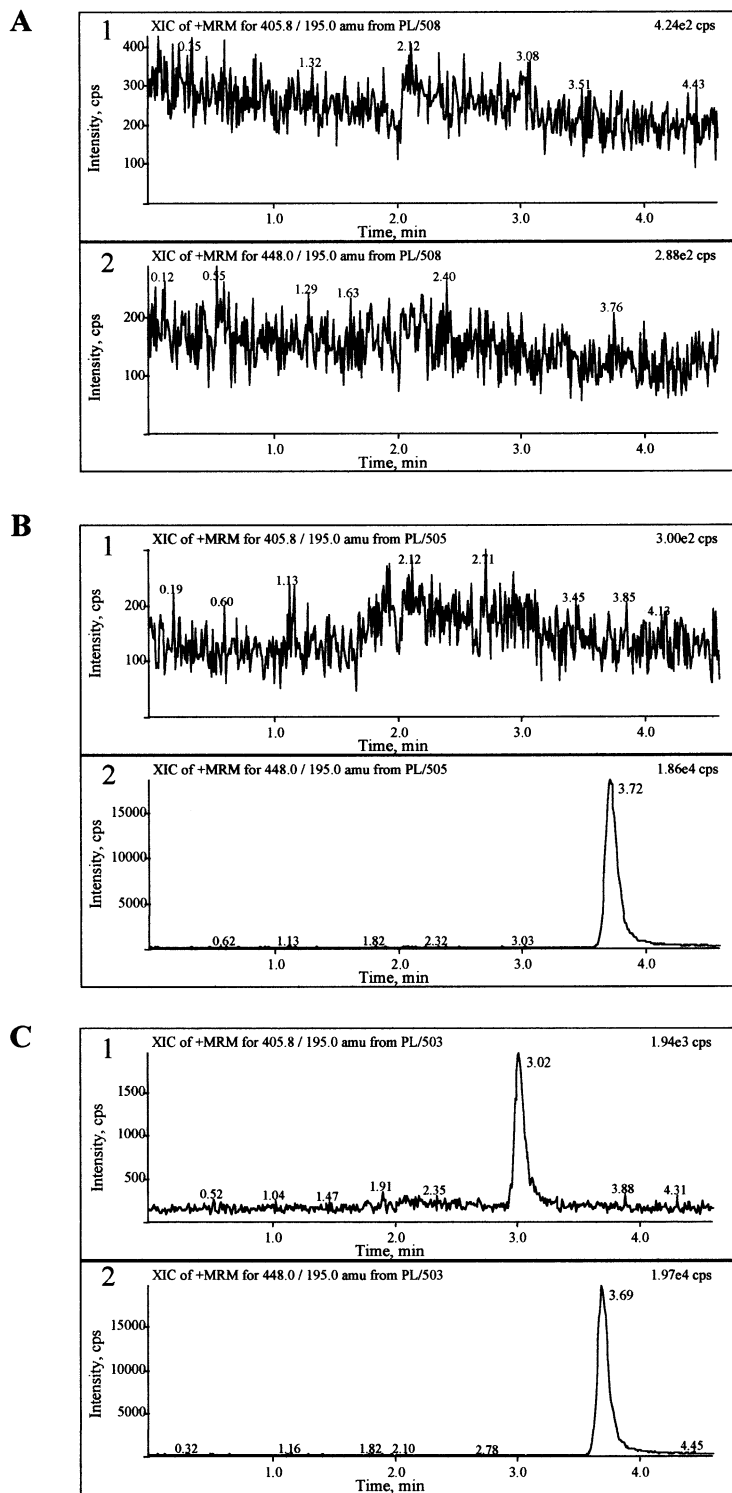 A
1
XIC of +MRM for 405.8 / 195.0 amu from PL/508 4.24e2 cps
400
300
200
100
Intensity, cps
0.35 1.32 2.12 3.08 3.51 4.43
1.0 2.0 3.0 4.0
Time, min
2
XIC of +MRM for 448.0 / 195.0 amu from PL/508 2.88e2 cps
200
100
Intensity, cps
0.12 0.55 1.29 1.63 2.40 3.76
1.0 2.0 3.0 4.0
Time, min
B
1
XIC of +MRM for 405.8 / 195.0 amu from PL/505 3.00e2 cps
200
100
Intensity, cps
0.19 0.60 1.13 2.12 2.71 3.45 3.85 4.13
1.0 2.0 3.0 4.0
Time, min
2
XIC of +MRM for 448.0 / 195.0 amu from PL/505 1.86e4 cps
15000
10000
5000
Intensity, cps
0.62 1.13 1.82 2.32 3.03 3.72
1.0 2.0 3.0 4.0
Time, min
C
1
XIC of +MRM for 405.8 / 195.0 amu from PL/503 1.94e3 cps
1500
1000
500
Intensity, cps
0.52 1.04 1.47 1.91 2.35 3.02 3.88 4.31
1.0 2.0 3.0 4.0
Time, min
2
XIC of +MRM for 448.0 / 195.0 amu from PL/503 1.97e4 cps
15000
10000
5000
Intensity, cps
0.32 1.16 1.82 2.10 2.78 3.69 4.45
1.0 2.0 3.0 4.0
Time, min